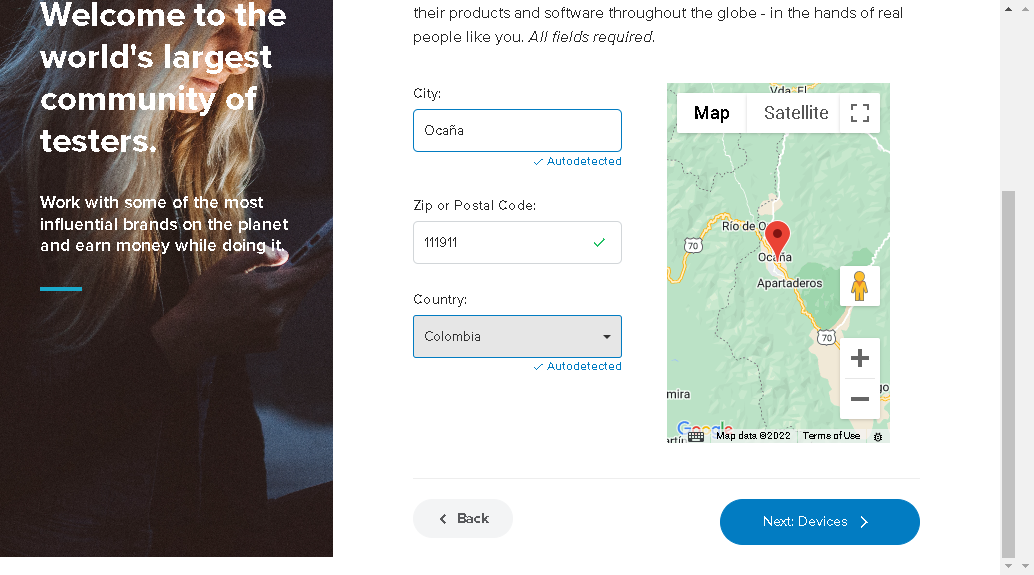 Welcome to the
world's largest
community of
testers.
Work with some of the most
influential brands on the planet
and earn money while doing it.
their products and software throughout the globe - in the hands of real
people like you. All fields required.
City:
Ocaña
Autodetected
Zip or Postal Code:
111911
Country:
Colombia
Autodetected
Vda. El
Map
Satellite
Río de O
70
Ocaña
Apartaderos
70
mira
go
Google
Map data ©2022
Terms of Use
Back
Next: Devices